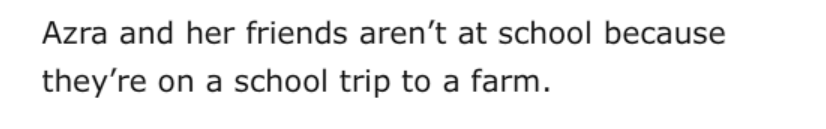 Azra and her friends aren’t at school because
they’re on a school trip to a farm.